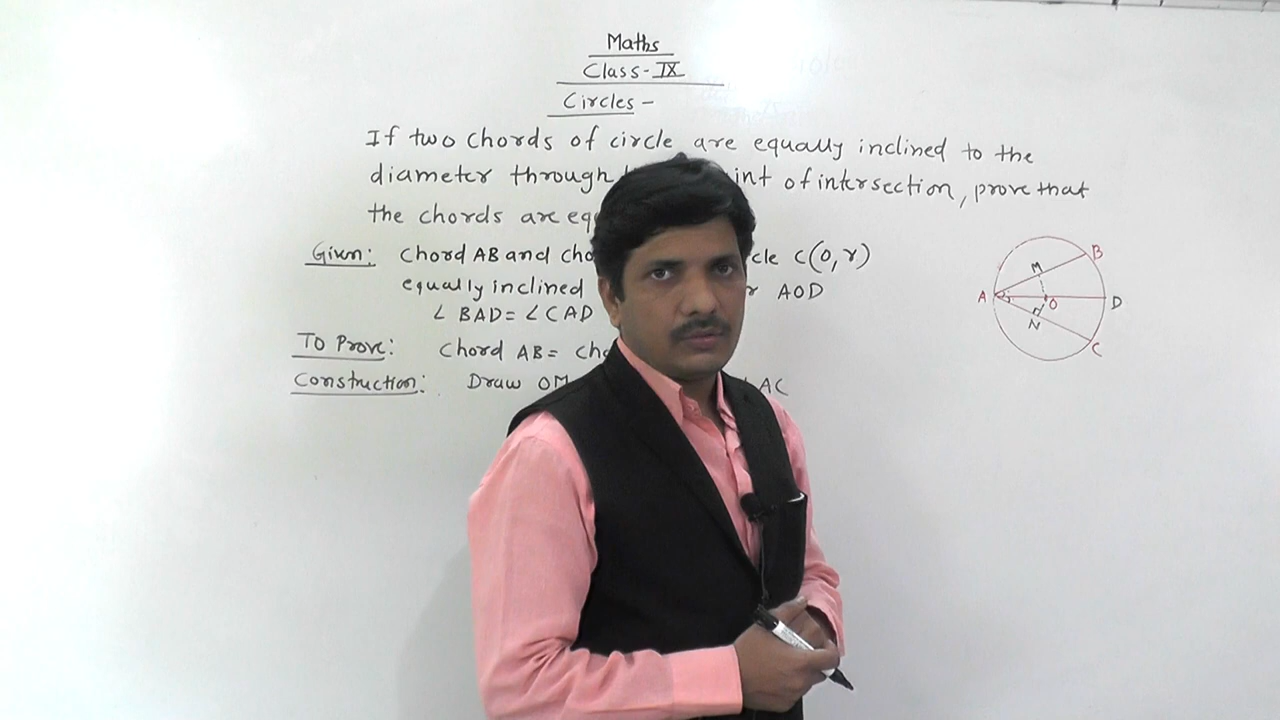 Maths
Class-IX
Circles -
If two chords of circle are equally inclined to the
diameter through int of intersection, prove that
the chords are eq
Given: Chord AB and cho cle C(O, r)
equally inclined r AOD
∠ BAD = ∠ CAD
To Prove: Chord AB = cho
Construction: Draw OM AC
B
M
A
O
D
N
C